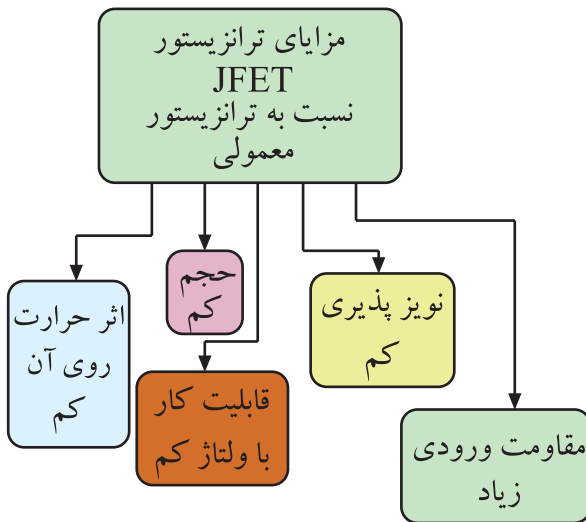 مزایای ترانزیستور
JFET
نسبت به ترانزیستور
معمولی
مقاومت ورودی
زیاد
نویز پذیری
کم
قابلیت کار
با ولتاژ کم
حجم
کم
اثر حرارت
روی آن
کم